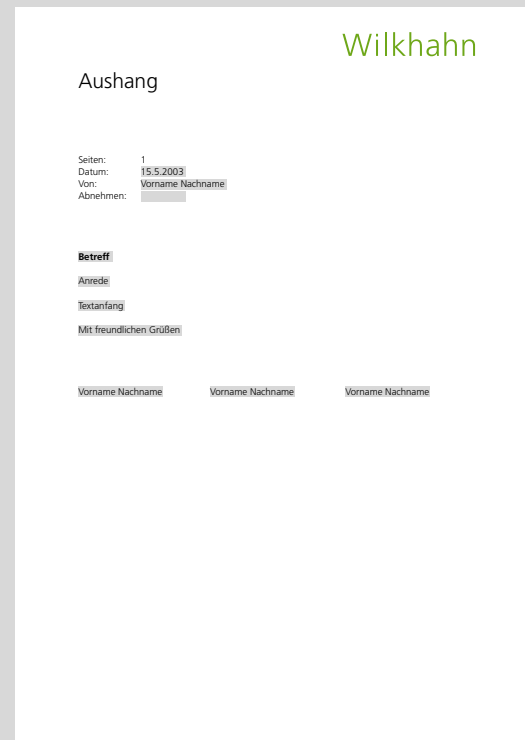 Wilkhahn
Aushang
Seiten: 1
Datum: 15.5.2003
Von: Vorname Nachname
Abnehmen:
Betreff
Anrede
Textanfang
Mit freundlichen Grüßen
Vorname Nachname Vorname Nachname Vorname Nachname